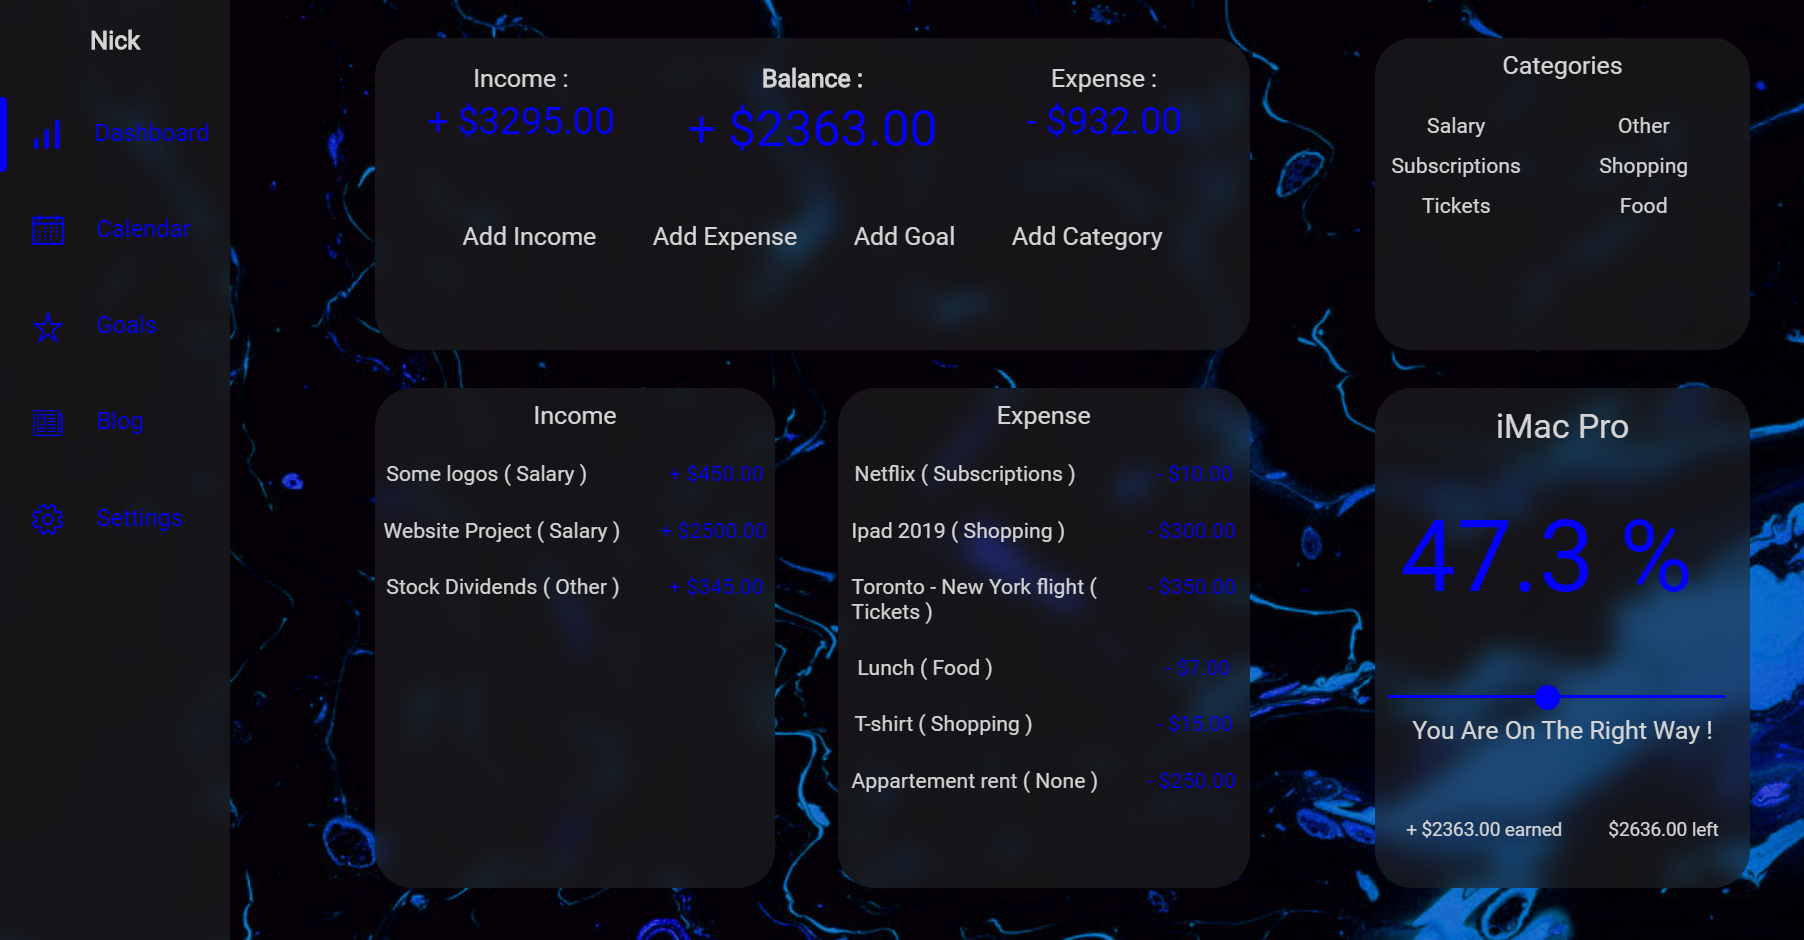 Nick
Dashboard
Calendar
Goals
Blog
Settings
Income :
+ $3295.00
Balance :
+ $2363.00
Expense :
- $932.00
Add Income
Add Expense
Add Goal
Add Category
Categories
Salary
Other
Subscriptions
Shopping
Tickets
Food
Income
Some logos ( Salary )
+ $450.00
Website Project ( Salary )
+ $2500.00
Stock Dividends ( Other )
+ $345.00
Expense
Netflix ( Subscriptions )
- $10.00
Ipad 2019 ( Shopping )
- $300.00
Toronto - New York flight (
Tickets )
- $350.00
Lunch ( Food )
- $7.00
T-shirt ( Shopping )
- $15.00
Appartement rent ( None )
- $250.00
iMac Pro
47.3 %
You Are On The Right Way !
+ $2363.00 earned
$2636.00 left